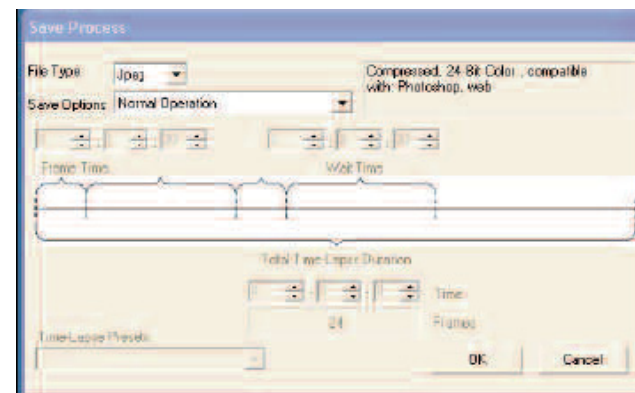 Save Process
File Type: Jpeg
Compressed, 24 Bit Color , compatible
with: Photoshop, web
Save Options: Normal Operation
Frame Time
Wait Time
Total Time-Lapse Duration
Time
24 Frames
Time-Lapse Presets
OK
Cancel